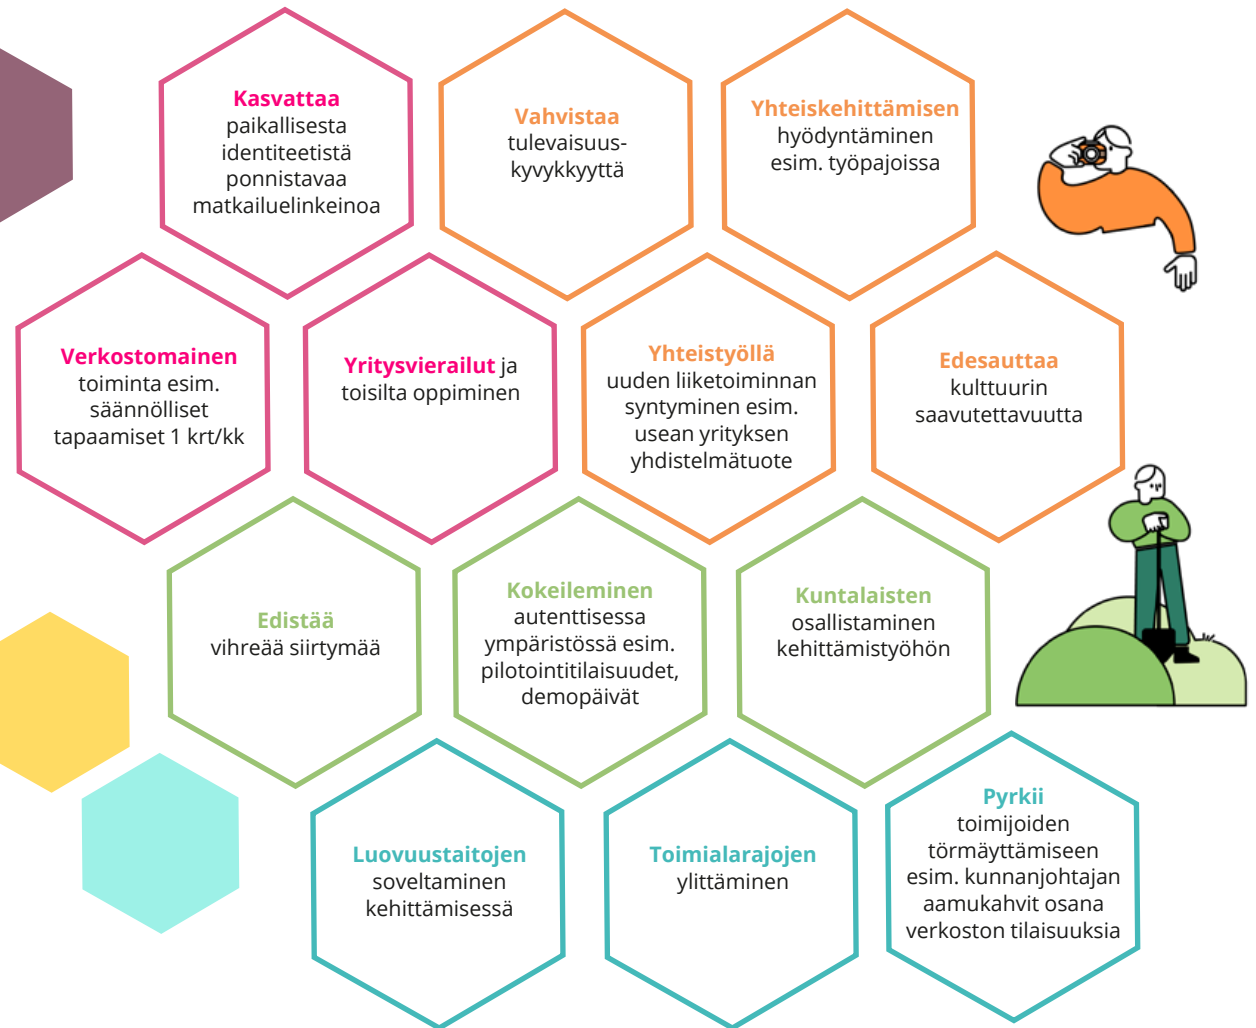 Kasvattaa
paikallisesta
identiteetistä
ponnistavaa
matkailuelinkeinoa
Vahvistaa
tulevaisuus-
kyvykkyyttä
Yhteiskehittämisen
hyödyntäminen
esim. työpajoissa
Verkostomainen
toiminta esim.
säännölliset
tapaamiset 1 krt/kk
Yritysvierailut ja
toisilta oppiminen
Yhteistyöllä
uuden liiketoiminnan
syntyminen esim.
usean yrityksen
yhdistelmätuote
Edesauttaa
kulttuurin
saavutettavuutta
Edistää
vihreää siirtymää
Kokeileminen
autenttisessa
ympäristössä esim.
pilotointitilaisuudet,
demopäivät
Kuntalaisten
osallistaminen
kehittämistyöhön
Luovuustaitojen
soveltaminen
kehittämisessä
Toimialarajojen
ylittäminen
Pyrkii
toimijoiden
törmäyttämiseen
esim. kunnanjohtajan
aamukahvit osana
verkoston tilaisuuksia